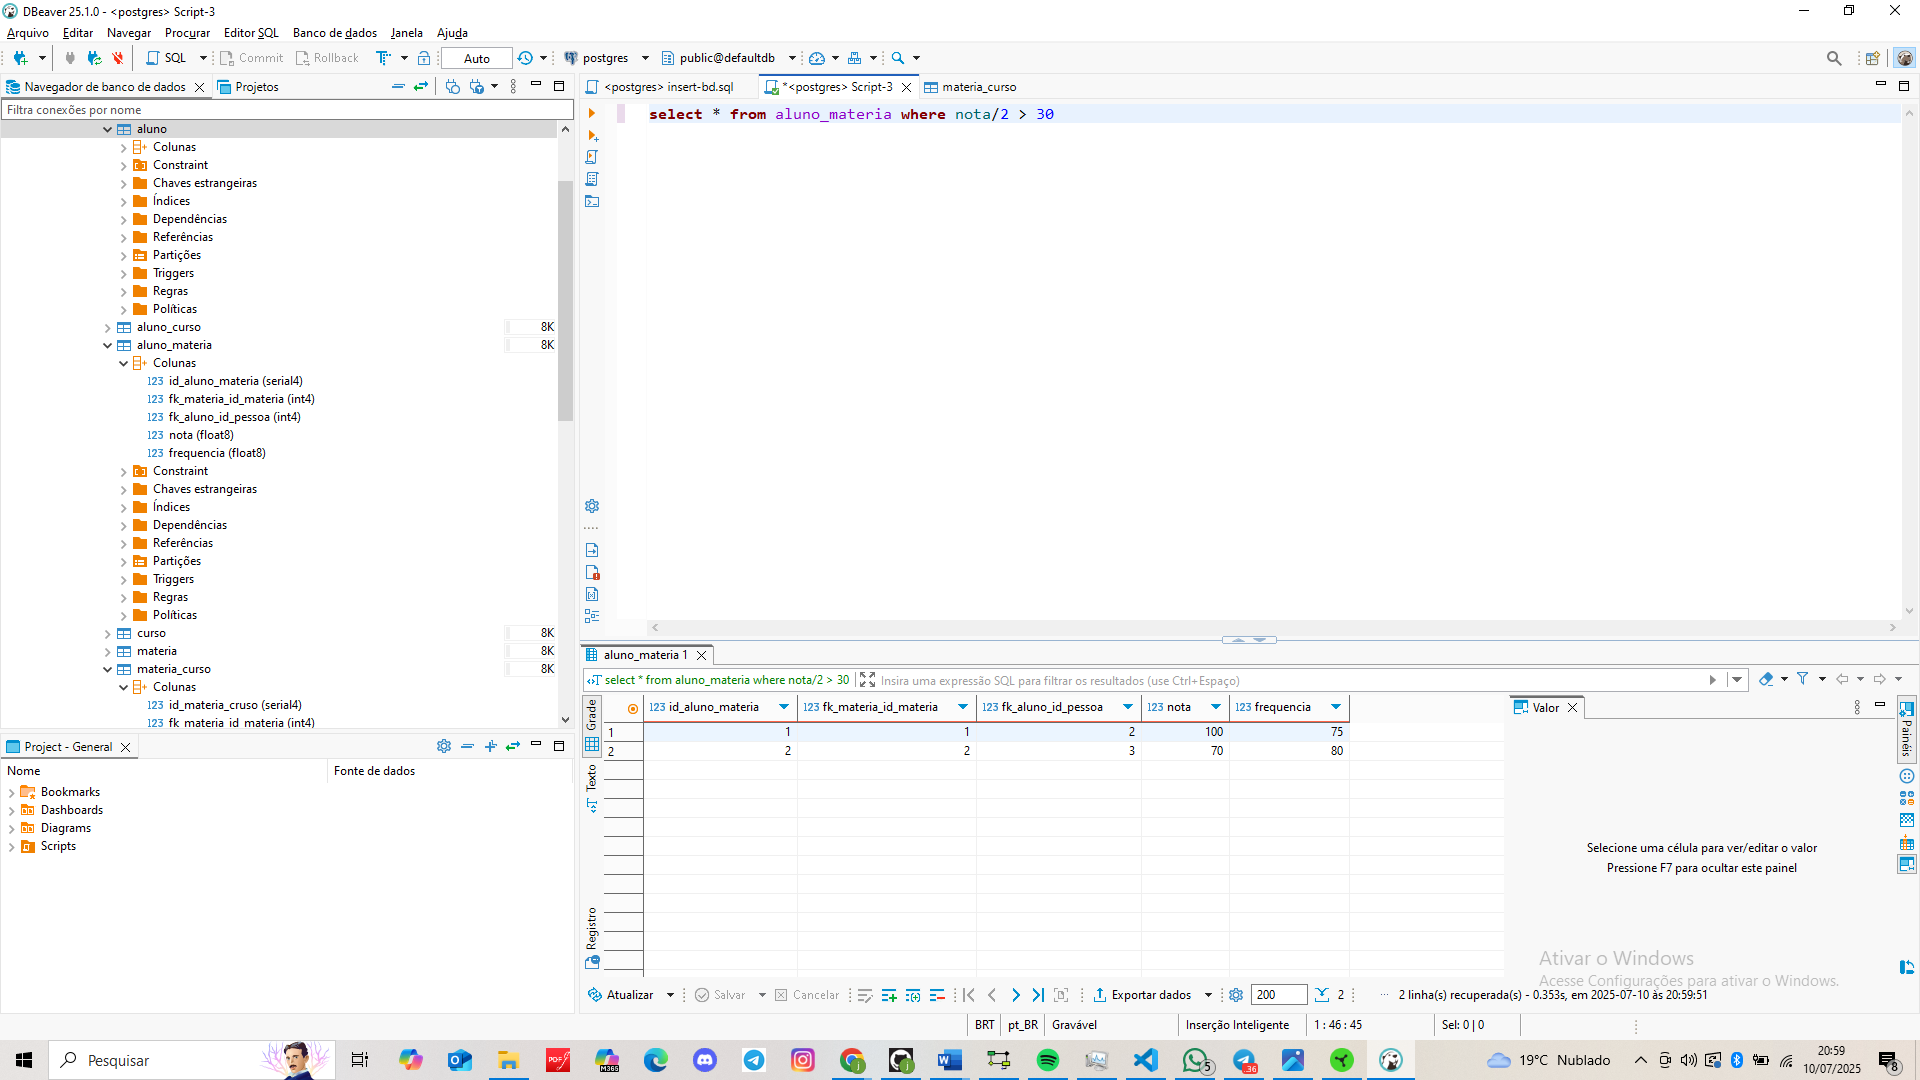 DBeaver 25.1.0 - <postgres> Script-3
Arquivo Editar Navegar Procurar Editor SQL Banco de dados Janela Ajuda
SQL Commit Rollback Auto postgres public@defaultdb
Navegador de banco de dados Projetos
<postgres> insert-bd.sql *<postgres> Script-3 materia_curso
Filtra conexões por nome
select * from aluno_materia where nota/2 > 30
aluno
Colunas
Constraint
Chaves estrangeiras
Índices
Dependências
Referências
Partições
Triggers
Regras
Políticas
aluno_curso 8K
aluno_materia 8K
Colunas
123 id_aluno_materia (serial4)
123 fk_materia_id_materia (int4)
123 fk_aluno_id_pessoa (int4)
123 nota (float8)
123 frequencia (float8)
Constraint
Chaves estrangeiras
Índices
Dependências
Referências
Partições
Triggers
Regras
Políticas
curso 8K
materia 8K
materia_curso 8K
Colunas
123 id_materia_cruso (serial4)
123 fk_materia_id_materia (int4)
Project - General
Nome Fonte de dados
Bookmarks
Dashboards
Diagrams
Scripts
aluno_materia 1
select * from aluno_materia where nota/2 > 30 Insira uma expressão SQL para filtrar os resultados (use Ctrl+Espaço)
Grade
Texto
Registro
123 id_aluno_materia 123 fk_materia_id_materia 123 fk_aluno_id_pessoa 123 nota 123 frequencia
1 1 1 2 100 75
2 2 2 3 70 80
Valor
Painéis
Selecione uma célula para ver/editar o valor
Pressione F7 para ocultar este painel
Ativar o Windows
Acesse Configurações para ativar o Windows.
Atualizar Salvar Cancelar Exportar dados 200 2 ... 2 linha(s) recuperada(s) - 0.353s, em 2025-07-10 às 20:59:51
BRT pt_BR Gravável Inserção Inteligente 1 : 46 : 45 Sel: 0 | 0
Pesquisar
PDF
M365
5
36
19°C Nublado
20:59
10/07/2025
8